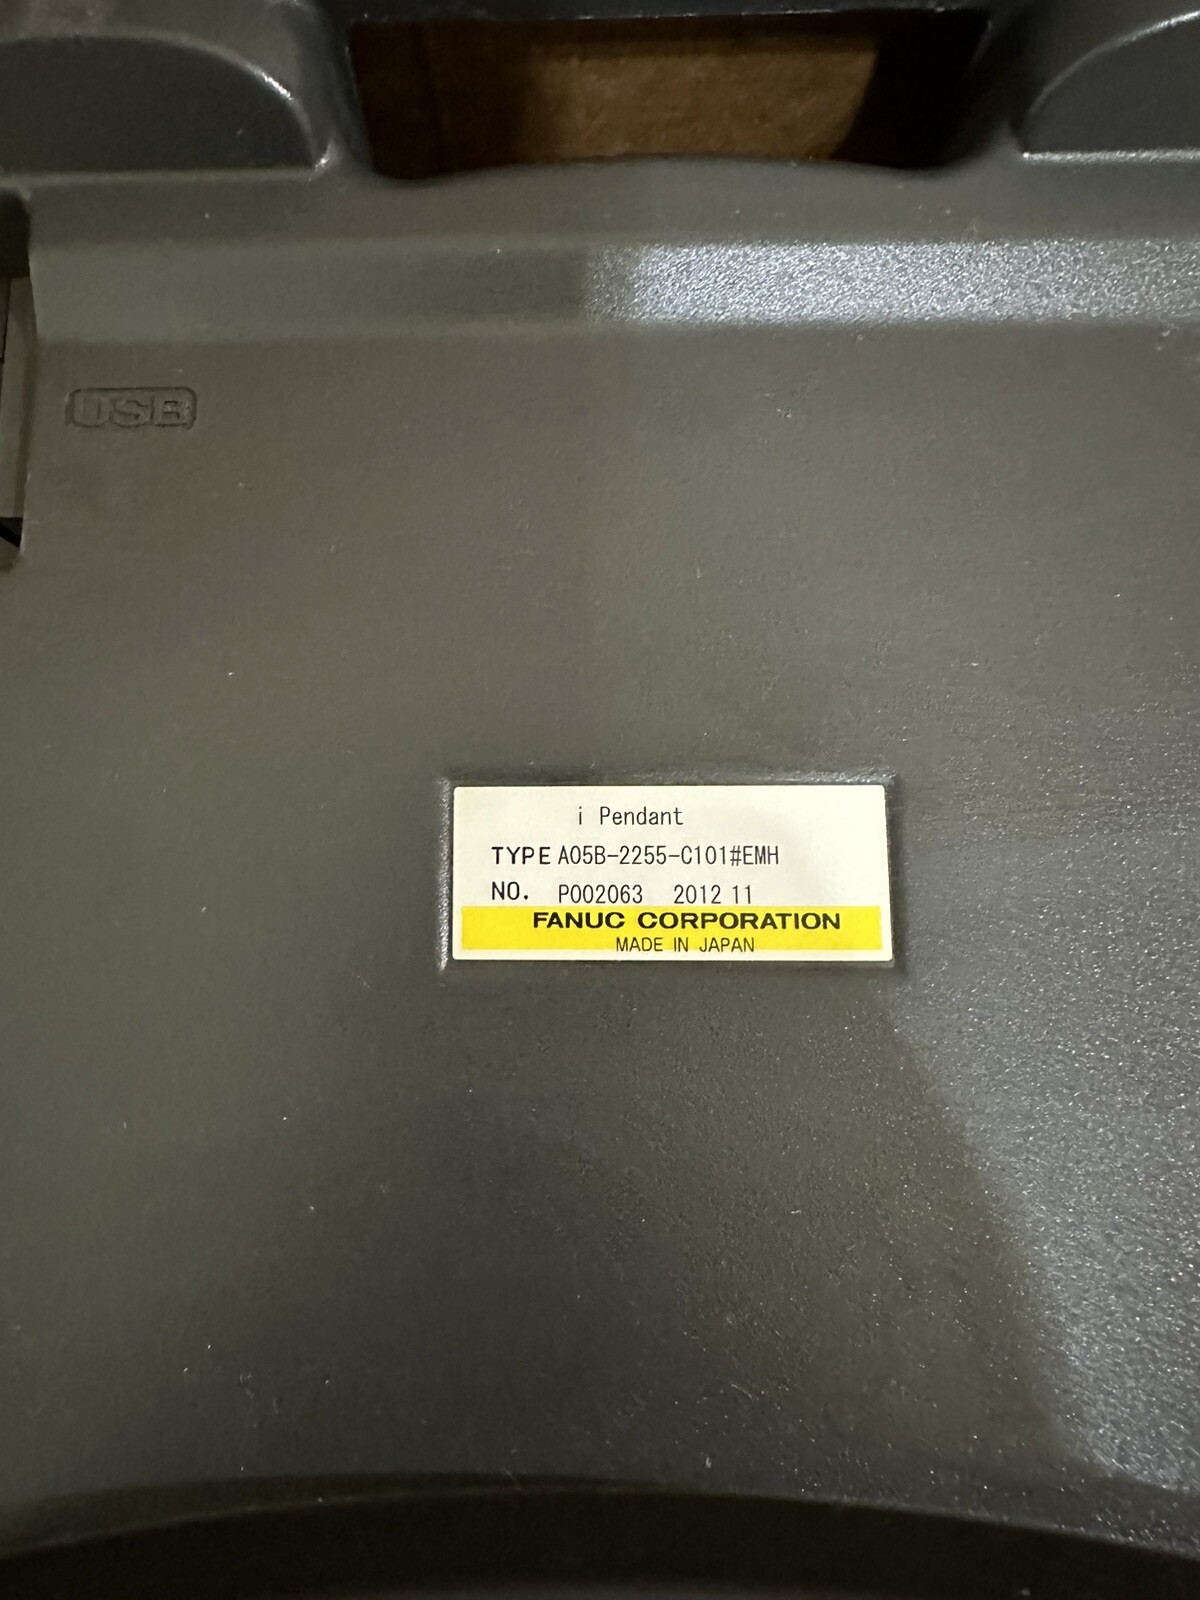 USB
i Pendant
TYPE A05B-2255-C101#EMH
NO. P002063 2012 11
FANUC CORPORATION
MADE IN JAPAN